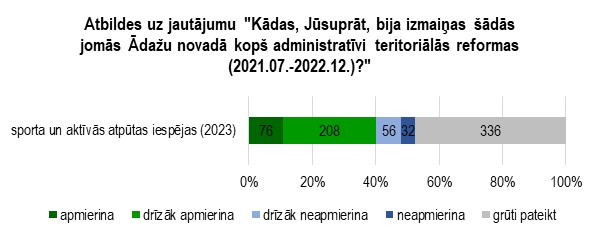 Atbildes uz jautājumu "Kādas, Jūsuprāt, bija izmaiņas šādās
jomās Ādažu novadā kopš administratīvi teritoriālās reformas
(2021.07.-2022.12.)?"
sporta un aktīvās atpūtas iespējas (2023)
76 208 56 32 336
0% 20% 40% 60% 80% 100%
apmierina drīzāk apmierina drīzāk neapmierina neapmierina grūti pateikt